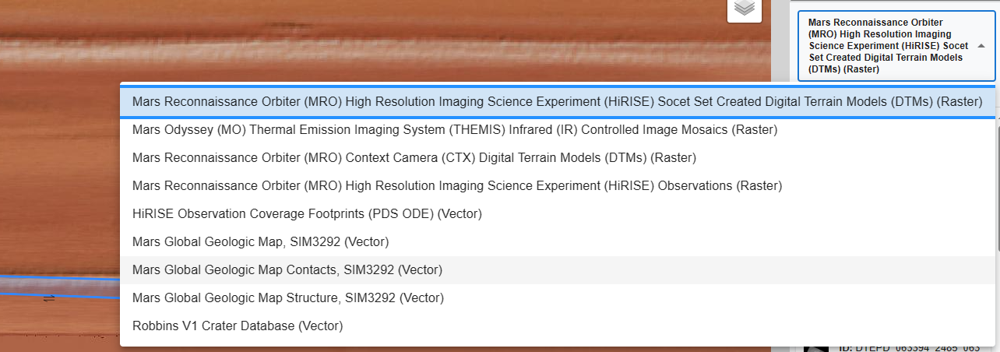 Mars Reconnaissance Orbiter
(MRO) High Resolution Imaging
Science Experiment (HiRISE) Socet
Set Created Digital Terrain Models
(DTMs) (Raster)
Mars Reconnaissance Orbiter (MRO) High Resolution Imaging Science Experiment (HiRISE) Socet Set Created Digital Terrain Models (DTMs) (Raster)
Mars Odyssey (MO) Thermal Emission Imaging System (THEMIS) Infrared (IR) Controlled Image Mosaics (Raster)
Mars Reconnaissance Orbiter (MRO) Context Camera (CTX) Digital Terrain Models (DTMs) (Raster)
Mars Reconnaissance Orbiter (MRO) High Resolution Imaging Science Experiment (HiRISE) Observations (Raster)
HiRISE Observation Coverage Footprints (PDS ODE) (Vector)
Mars Global Geologic Map, SIM3292 (Vector)
Mars Global Geologic Map Contacts, SIM3292 (Vector)
Mars Global Geologic Map Structure, SIM3292 (Vector)
Robbins V1 Crater Database (Vector)
ID: DTEPD_063394_2485_063